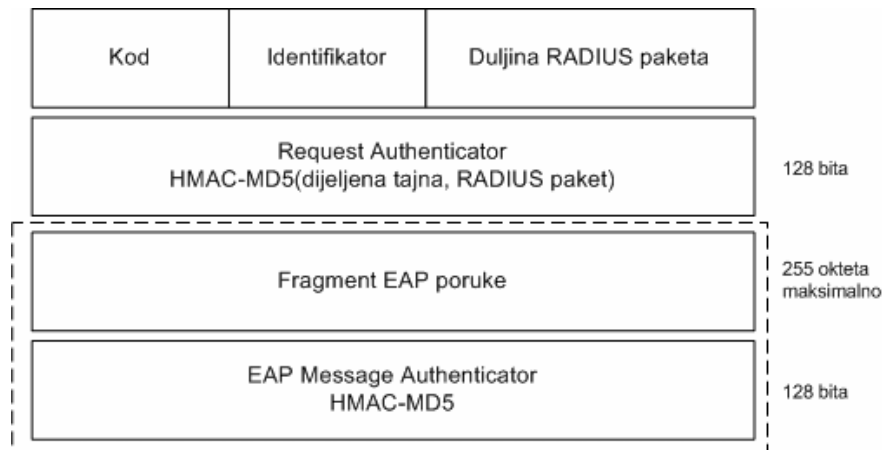 Kod
Identifikator
Duljina RADIUS paketa
Request Authenticator
HMAC-MD5(dijeljena tajna, RADIUS paket)
128 bita
Fragment EAP poruke
255 okteta
maksimalno
EAP Message Authenticator
HMAC-MD5
128 bita